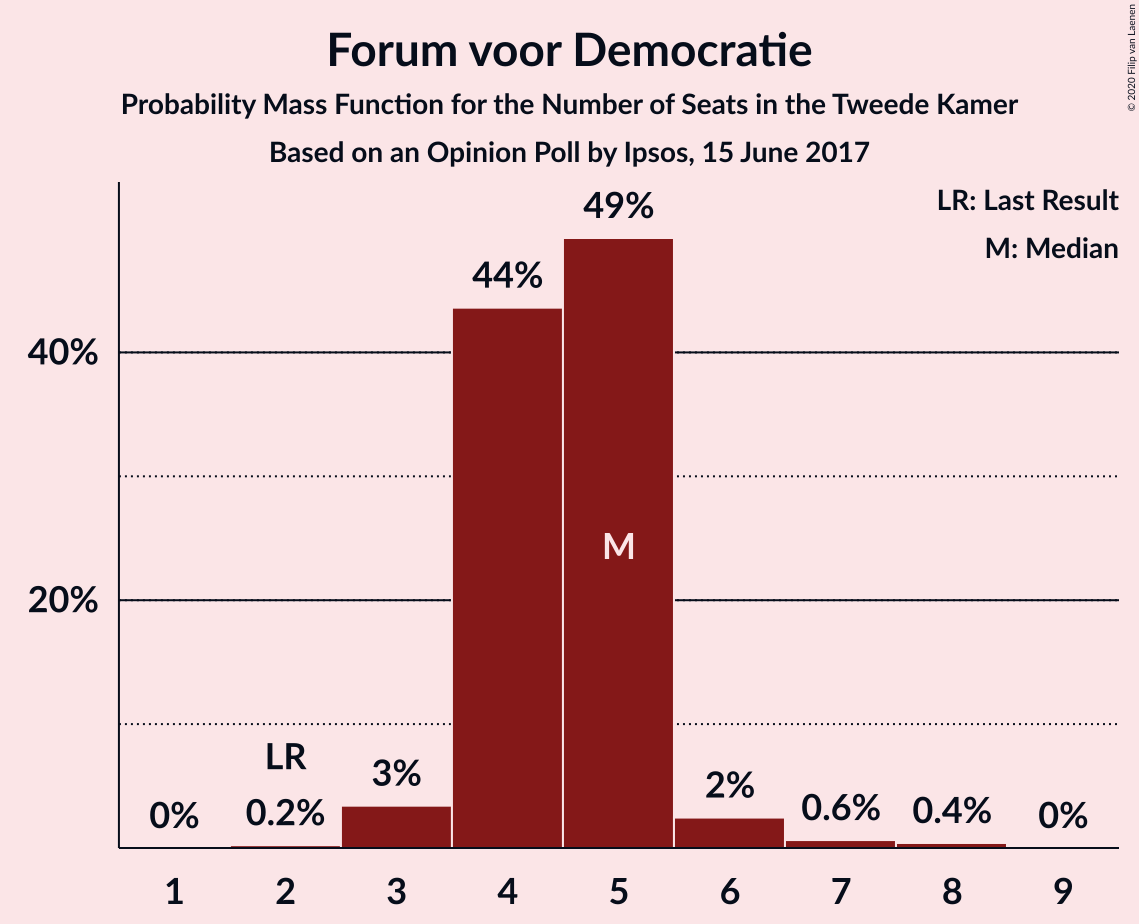 Forum voor Democratie
Probability Mass Function for the Number of Seats in the Tweede Kamer
Based on an Opinion Poll by Ipsos, 15 June 2017
© 2020 Filip van Laenen
LR: Last Result
M: Median
49%
44%
40%
M
20%
LR
0% 0.2% 3% 2% 0.6% 0.4% 0%
1 2 3 4 5 6 7 8 9